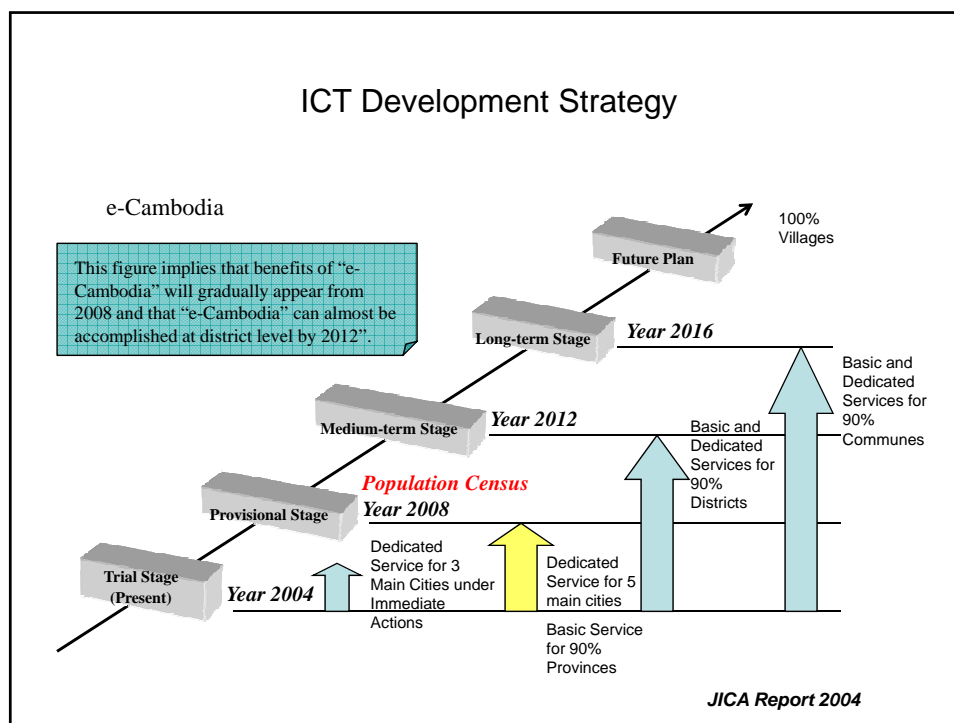 ICT Development Strategy
e-Cambodia
This figure implies that benefits of “e-
Cambodia” will gradually appear from
2008 and that “e-Cambodia” can almost be
accomplished at district level by 2012”.
100%
Villages
Future Plan
Long-term Stage
Year 2016
Basic and
Dedicated
Services for
90%
Communes
Medium-term Stage
Year 2012
Basic and
Dedicated
Services for
90%
Districts
Population Census
Provisional Stage
Year 2008
Dedicated
Service for 3
Main Cities under
Immediate
Actions
Dedicated
Service for 5
main cities
Trial Stage
(Present)
Year 2004
Basic Service
for 90%
Provinces
JICA Report 2004